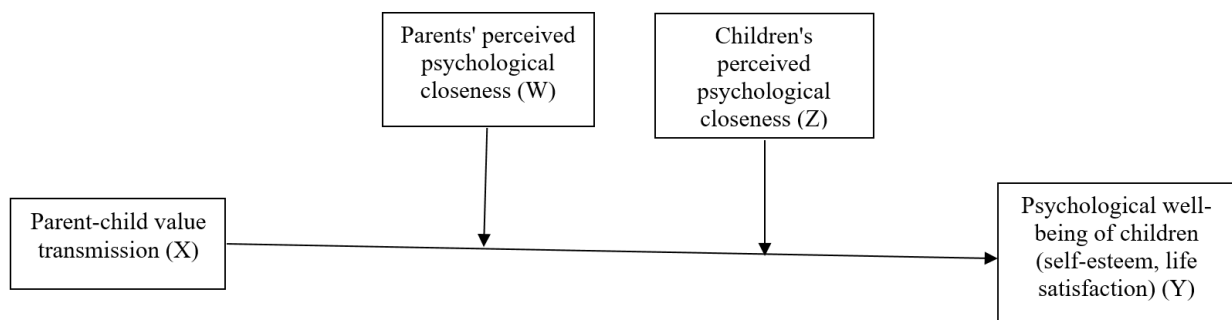 Parents' perceived
psychological
closeness (W)
Children's
perceived
psychological
closeness (Z)
Parent-child value
transmission (X)
Psychological well-
being of children
(self-esteem, life
satisfaction) (Y)